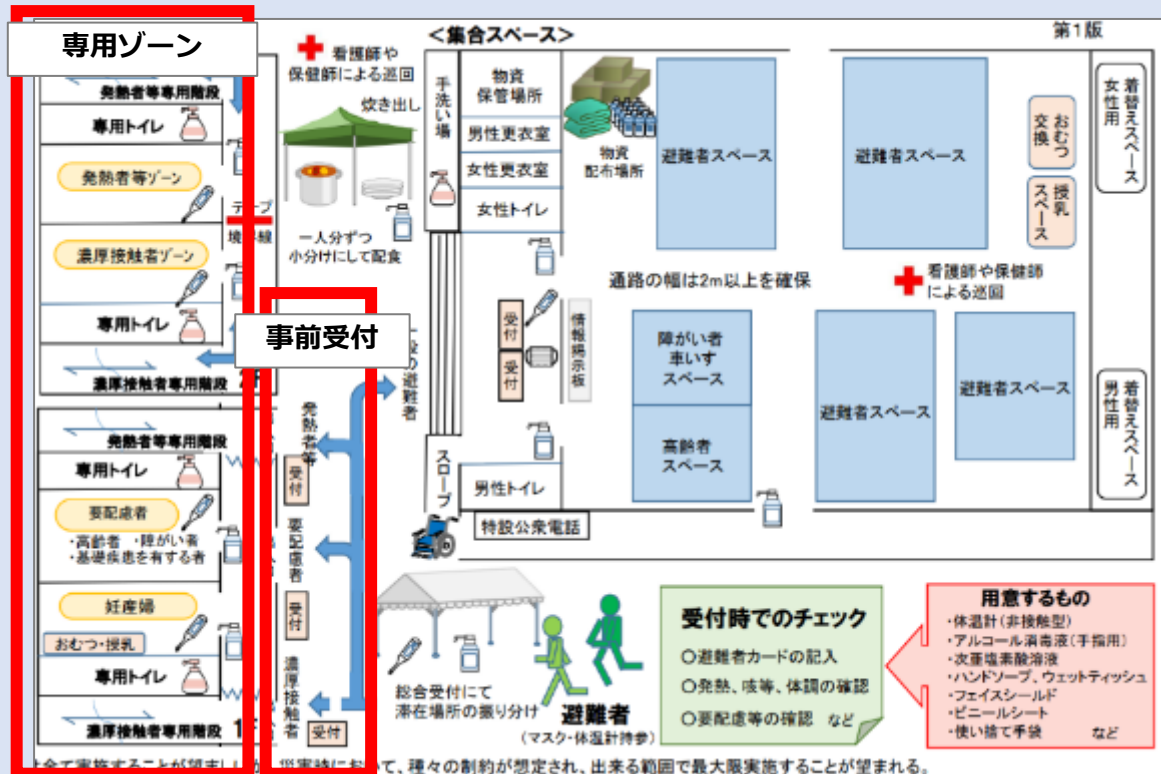 専用ゾーン
発熱者等専用階段
専用トイレ
発熱者等ゾーン
テープ
境界線
濃厚接触者ゾーン
専用トイレ
濃厚接触者専用階段
発熱者等専用階段
専用トイレ
要配慮者
・高齢者 ・障がい者
・基礎疾患を有する者
妊産婦
おむつ・授乳
専用トイレ
濃厚接触者専用階段
事前受付
発熱者等
受付
要配慮者
受付
濃厚接触者
受付
の避難者
看護師や
保健師による巡回
炊き出し
一人分ずつ
小分けにして配食
<集合スペース>
第1版
手洗い場
物資
保管場所
男性更衣室
女性更衣室
女性トイレ
物資
配布場所
避難者スペース
避難者スペース
おむつ
交換
授乳
スペース
着替えスペース
女性用
通路の幅は2m以上を確保
看護師や保健師
による巡回
受付
受付
情報掲示板
障がい者
車いす
スペース
高齢者
スペース
避難者スペース
避難者スペース
着替えスペース
男性用
スロープ
男性トイレ
特設公衆電話
総合受付にて
滞在場所の振り分け
避難者
(マスク・体温計持参)
受付時でのチェック
○避難者カードの記入
○発熱、咳等、体調の確認
○要配慮等の確認 など
用意するもの
・体温計(非接触型)
・アルコール消毒液(手指用)
・次亜塩素酸溶液
・ハンドソープ、ウェットティッシュ
・フェイスシールド
・ビニールシート
・使い捨て手袋 など
全て実施することが望ましい 災害時において、種々の制約が想定され、出来る範囲で最大限実施することが望まれる。